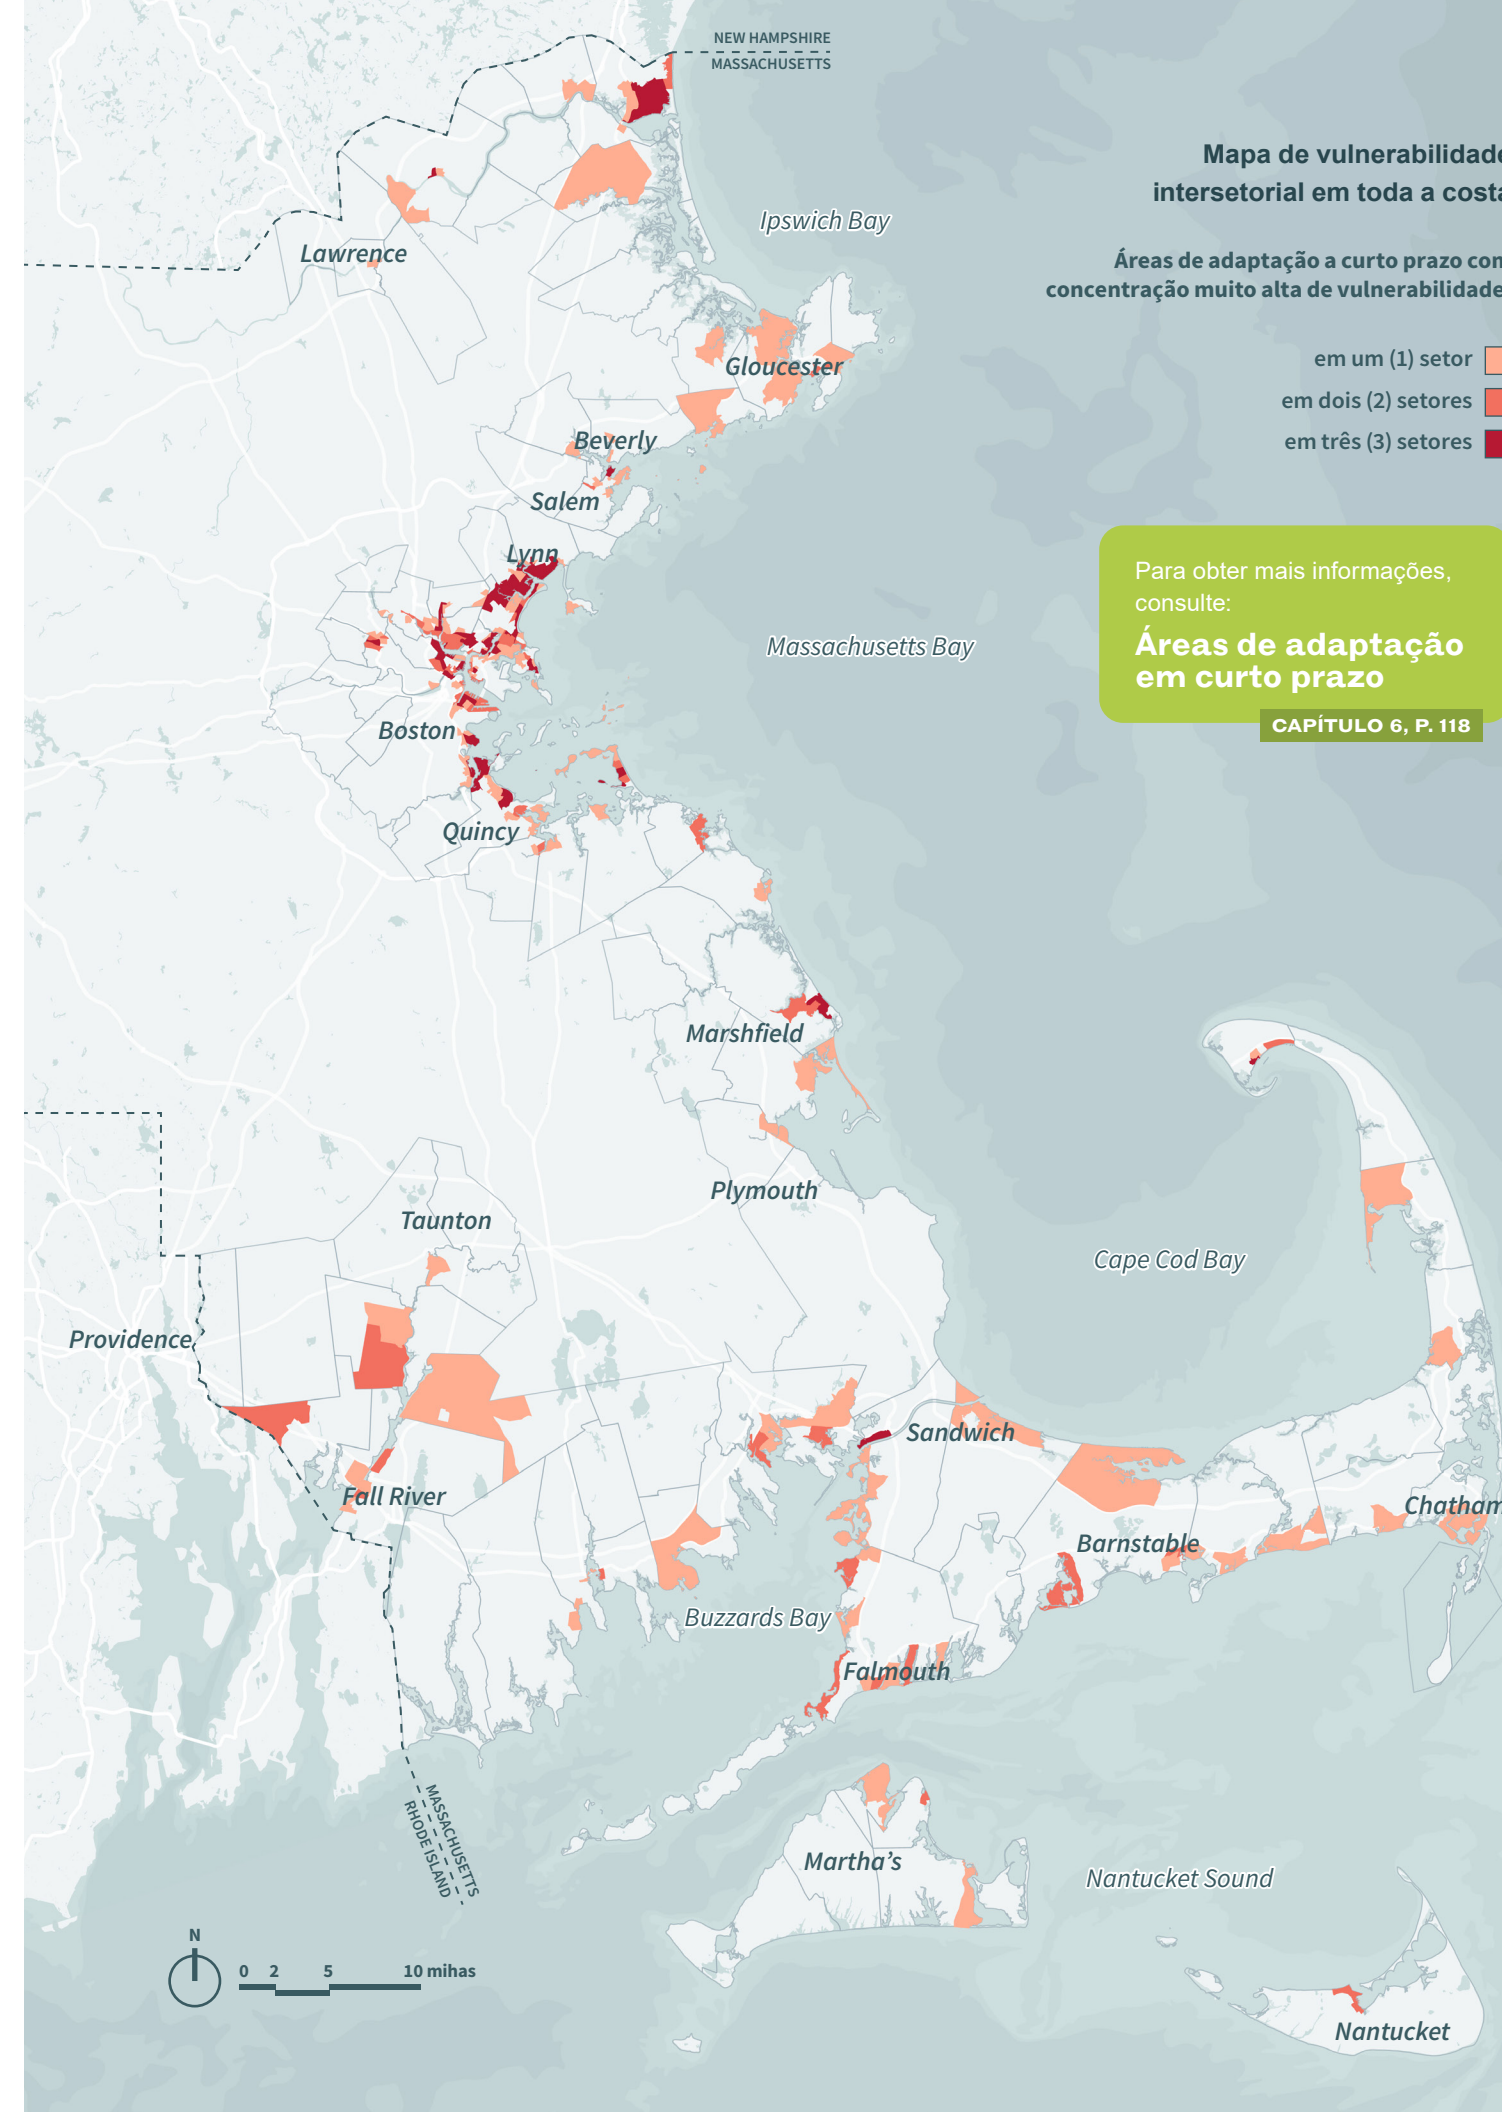 NEW HAMPSHIRE
MASSACHUSETTS
Mapa de vulnerabilidade
intersetorial em toda a costa
Ipswich Bay
Lawrence
Áreas de adaptação a curto prazo com
concentração muito alta de vulnerabilidade
em um (1) setor
Gloucester
em dois (2) setores
Beverly
em três (3) setores
Salem
Lynn
Para obter mais informações,
consulte:
Áreas de adaptação
em curto prazo
CAPÍTULO 6, P. 118
Massachusetts Bay
Boston
Quincy
Marshfield
Plymouth
Taunton
Cape Cod Bay
Providence
Sandwich
Fall River
Chatham
Barnstable
Buzzards Bay
Falmouth
MASSACHUSETTS
RHODE ISLAND
Martha’s
Nantucket Sound
N
0 2 5 10 mihas
Nantucket